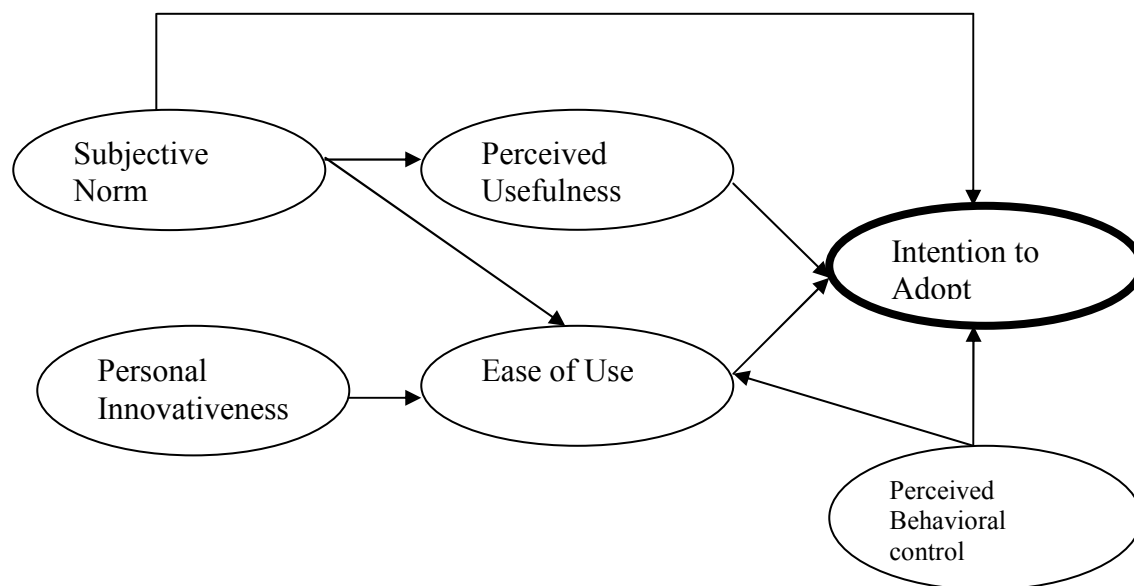 Subjective
Norm
Perceived
Usefulness
Intention to
Adopt
Personal
Innovativeness
Ease of Use
Perceived
Behavioral
control